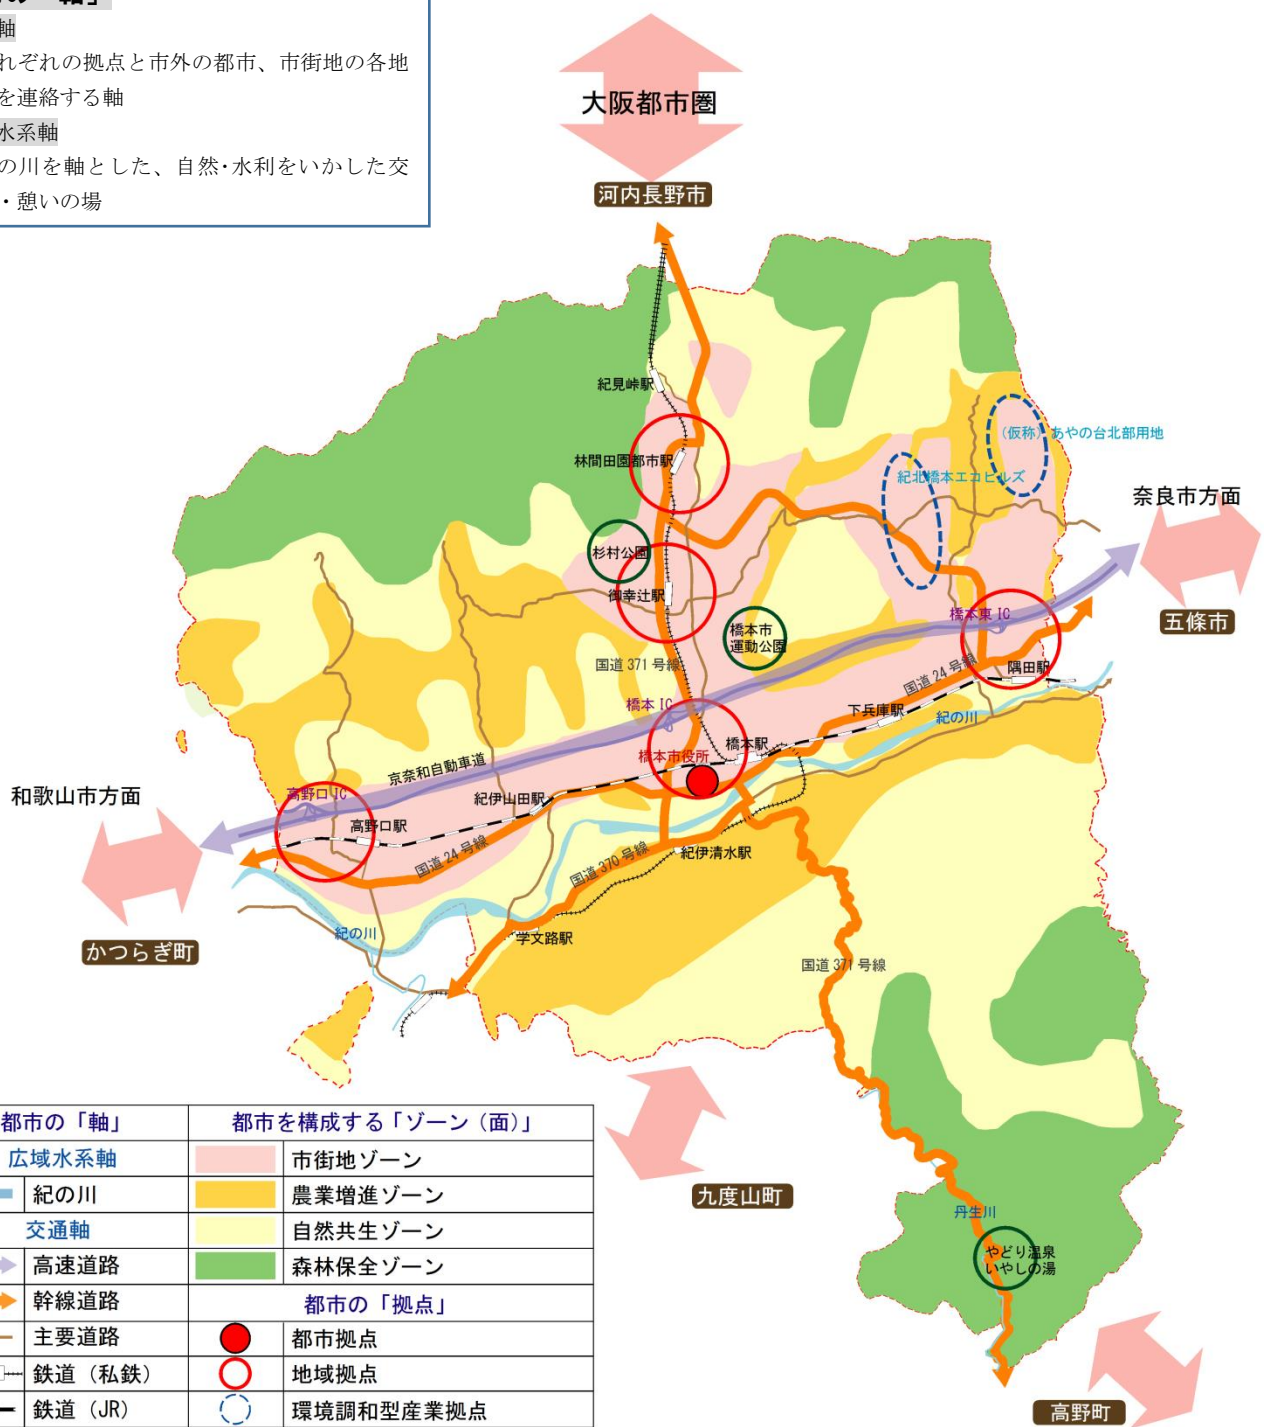 軸
れぞれの拠点と市外の都市、市街地の各地
を連絡する軸
水系軸
の川を軸とした、自然・水利をいかした交
・憩いの場
大阪都市圏
河内長野市
紀見峠駅
林間田園都市駅
(仮称)あやの台北部用地
紀北橋本エコヒルズ
奈良市方面
杉村公園
御幸辻駅
橋本東IC
五條市
橋本市
運動公園
国道371号線
隅田駅
国道24号線
橋本IC
下兵庫駅
紀の川
橋本駅
橋本市役所
京奈和自動車道
和歌山市方面
高野口IC
紀伊山田駅
高野口駅
国道24号線
国道370号線
紀伊清水駅
紀の川
学文路駅
かつらぎ町
国道371号線
九度山町
丹生川
やどり温泉
いやしの湯
高野町
都市の「軸」 都市を構成する「ゾーン(面)」
広域水系軸 市街地ゾーン
紀の川 農業増進ゾーン
交通軸 自然共生ゾーン
高速道路 森林保全ゾーン
幹線道路 都市の「拠点」
主要道路 都市拠点
鉄道(私鉄) 地域拠点
鉄道(JR) 環境調和型産業拠点